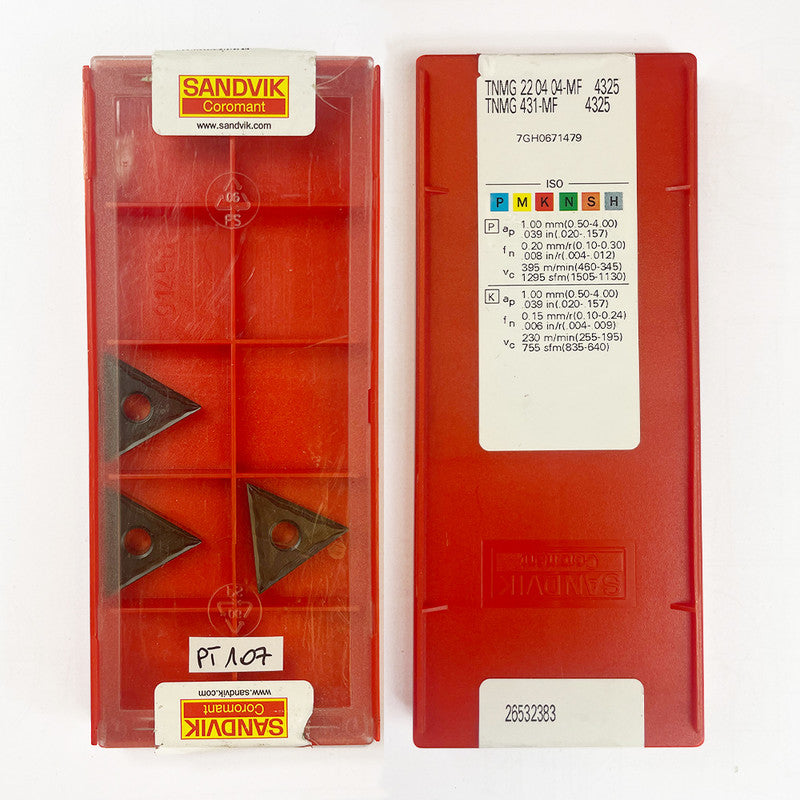 SANDVIK
Coromant
www.sandvik.com
06
PS
PT 107
www.sandvik.com
Coromant
SANDVIK
TNMG 22 04 04-MF 4325
TNMG 431-MF 4325
7GH0671479
ISO
P M K N S H
P ap 1.00 mm(0.50-4.00)
.039 in(.020-.157)
fn 0.20 mm/r(0.10-0.30)
.008 in/r(.004-.012)
vc 395 m/min(460-345)
1295 sfm(1505-1130)
K ap 1.00 mm(0.50-4.00)
.039 in(.020-.157)
fn 0.15 mm/r(0.10-0.24)
.006 in/r(.004-.009)
vc 230 m/min(255-195)
755 sfm(835-640)
Coromant
SANDVIK
26532383